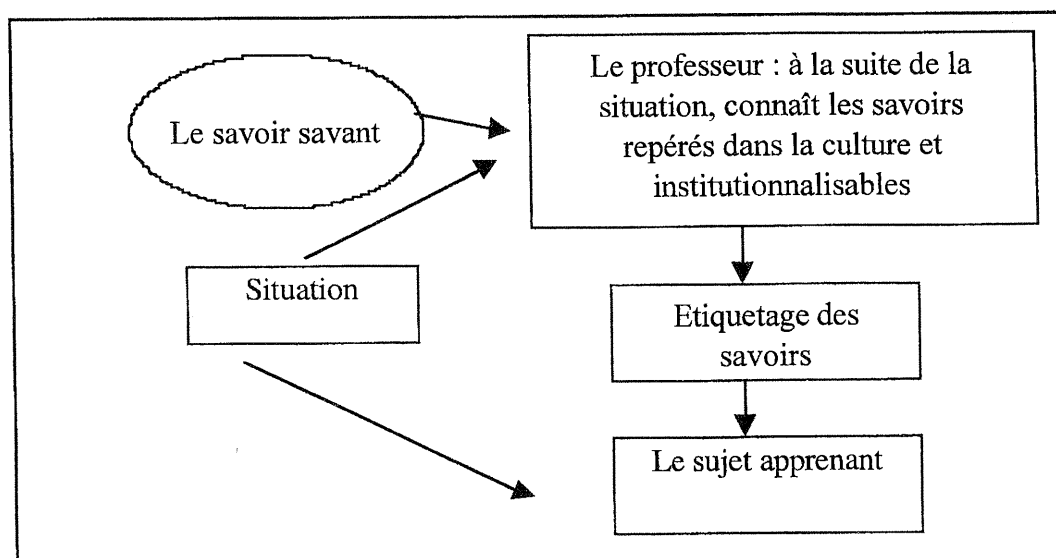 Le savoir savant
Le professeur : à la suite de la
situation, connaît les savoirs
repérés dans la culture et
institutionnalisables
Situation
Etiquetage des
savoirs
Le sujet apprenant